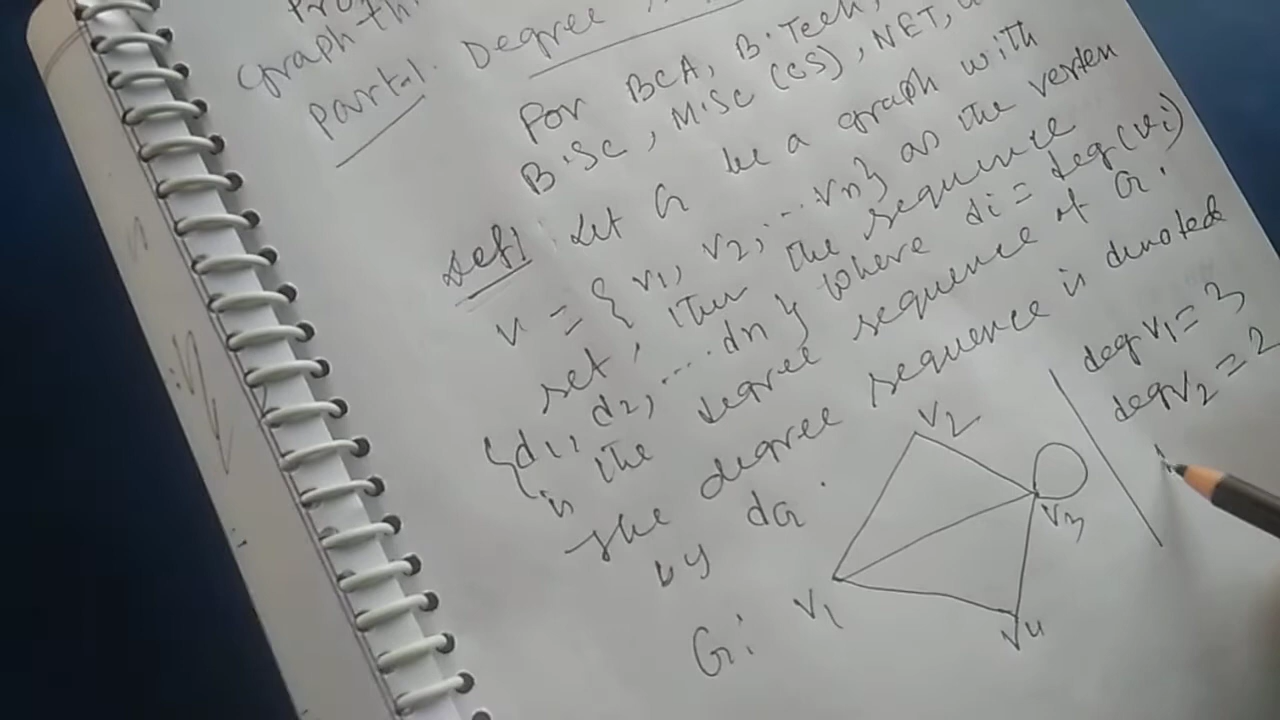 Graph th
Part-1. Degree
For BCA, B.Tech,
B.Sc, M.Sc (CS), NET,
Def1: Let G be a graph with
V = {v1, v2, ... vn} as the vertex
set, then the sequence
{d1, d2, ... dn} where di = deg(vi)
is the degree sequence of G.
The degree sequence is denoted
by dG.
G:
v1
v2
v3
v4
deg v1 = 3
deg v2 = 2